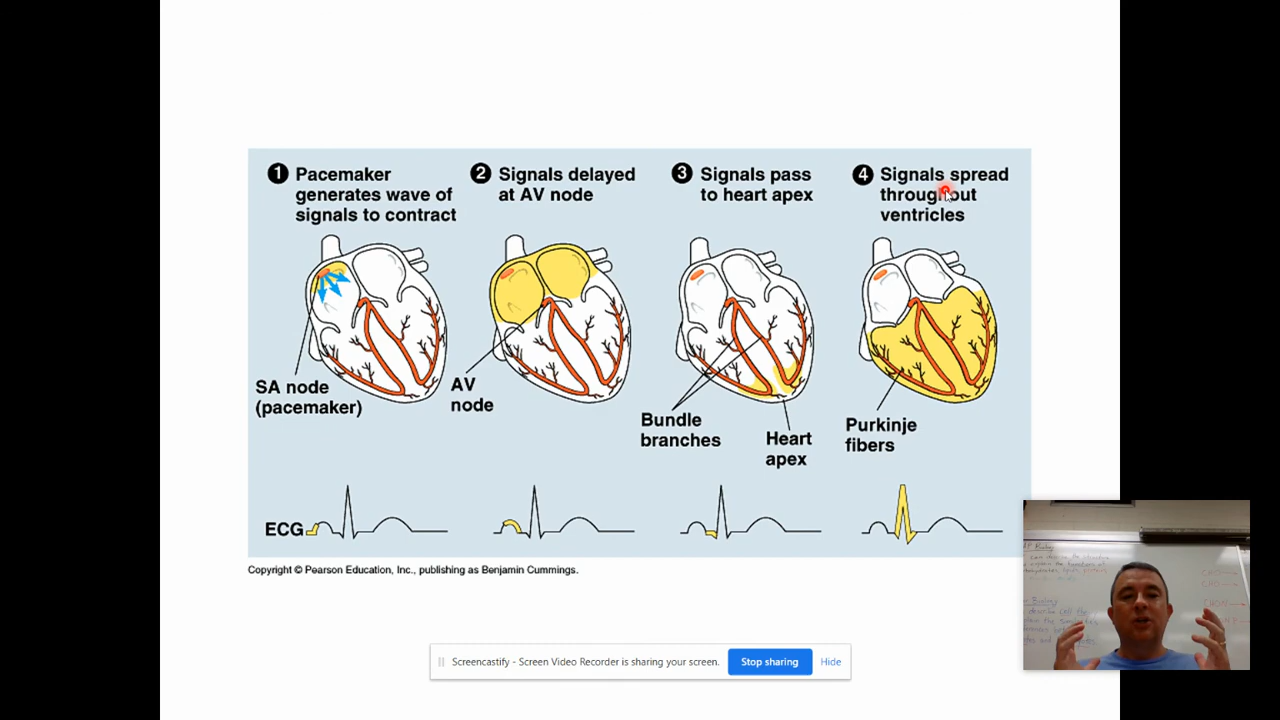 1 Pacemaker
generates wave of
signals to contract
2 Signals delayed
at AV node
3 Signals pass
to heart apex
4 Signals spread
throughout
ventricles
SA node
(pacemaker)
AV
node
Bundle
branches
Heart
apex
Purkinje
fibers
ECG
Copyright © Pearson Education, Inc., publishing as Benjamin Cummings.
Screencastify - Screen Video Recorder is sharing your screen.
Stop sharing
Hide